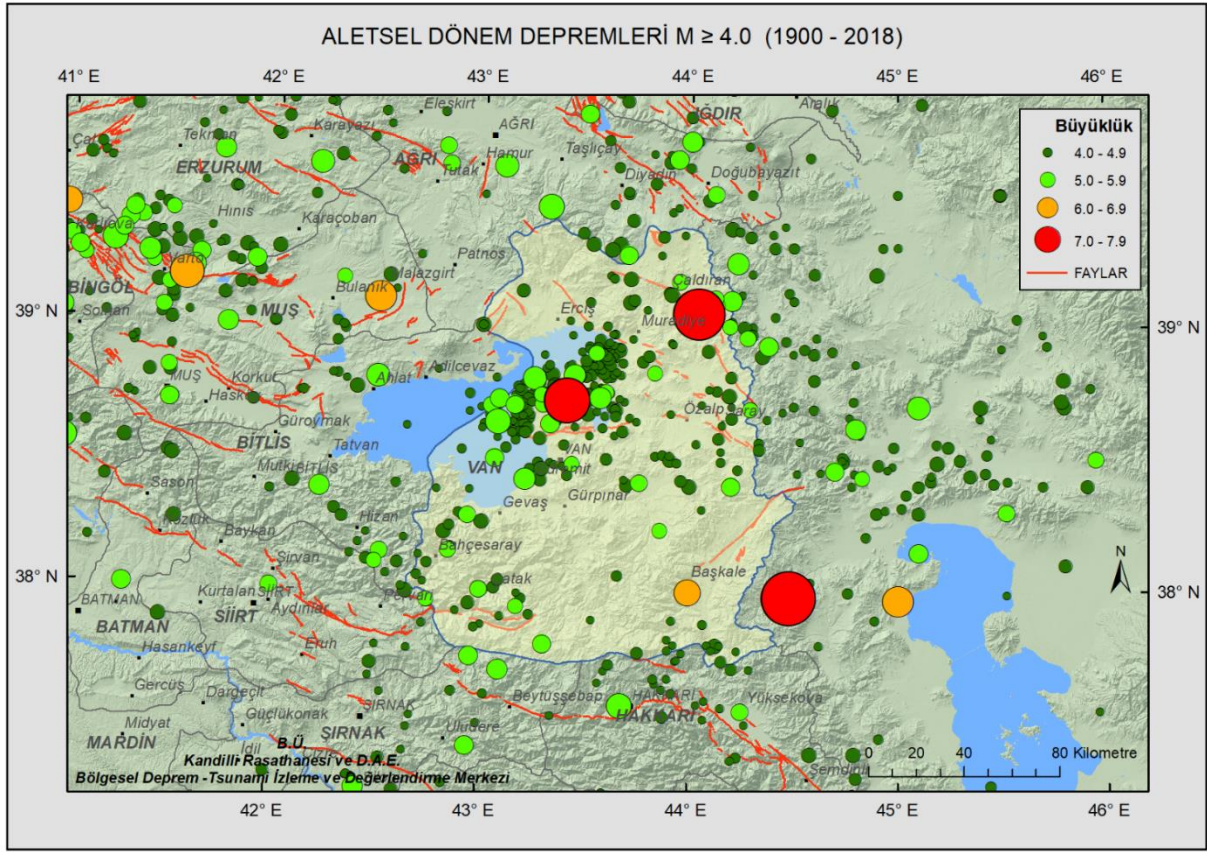 ALETSEL DÖNEM DEPREMLERİ M ≥ 4.0 (1900 - 2018)
41° E 42° E 43° E 44° E 45° E 46° E
Büyüklük
4.0 - 4.9
5.0 - 5.9
6.0 - 6.9
7.0 - 7.9
FAYLAR
Eleşkirt
Aralık
Tekman
Karayazı
AĞRI
IĞDIR
ERZURUM
AĞRI
Hamur
Taşlıçay
Tutak
Diyadin
Doğubayazıt
Hınıs
Karaçoban
Varto
Patnos
Malazgirt
Çaldıran
BİNGÖL
Bulanık
39° N
Solhan
MUŞ
Erciş
Muradiye
39° N
Adilcevaz
MUŞ
Korkut
Ahlat
Hasköy
Güroymak
Özalp
Saray
BİTLİS
Tatvan
VAN
Mutki
BİTLİS
VAN
Sason
Gevaş
Gürpınar
Kozluk
Baykan
Hizan
Bahçesaray
Şirvan
38° N
Çatak
Başkale
N
38° N
BATMAN
Kurtalan
SİİRT
Aydınlar
Pervari
BATMAN
SİİRT
Hasankeyf
Eruh
Gercüş
Dargeçit
ŞIRNAK
Beytüşşebap
HAKKARİ
Yüksekova
HAKKARİ
Midyat
Güçlükonak
Uludere
MARDİN
ŞIRNAK
İdil
B.Ü.
Kandilli Rasathanesi ve D.A.E.
Bölgesel Deprem -Tsunami İzleme ve Değerlendirme Merkezi
0 20 40 80 Kilometre
Şemdinli
42° E 43° E 44° E 45° E 46° E